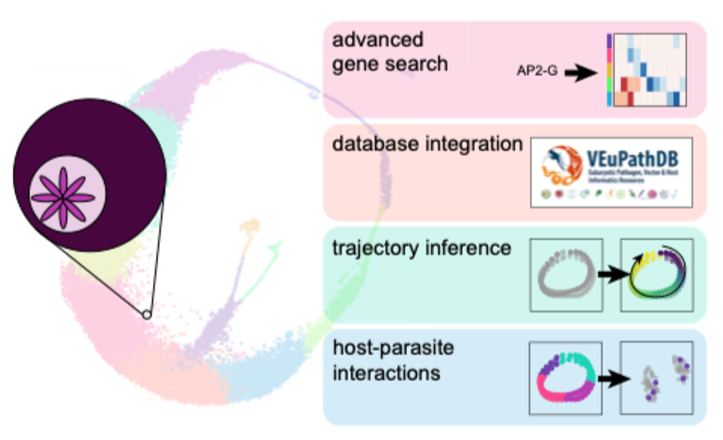 advanced
gene search
AP2-G
database integration
VEuPathDB
Eukaryotic Pathogen, Vector & Host
Informatics Resources
trajectory inference
host-parasite
interactions